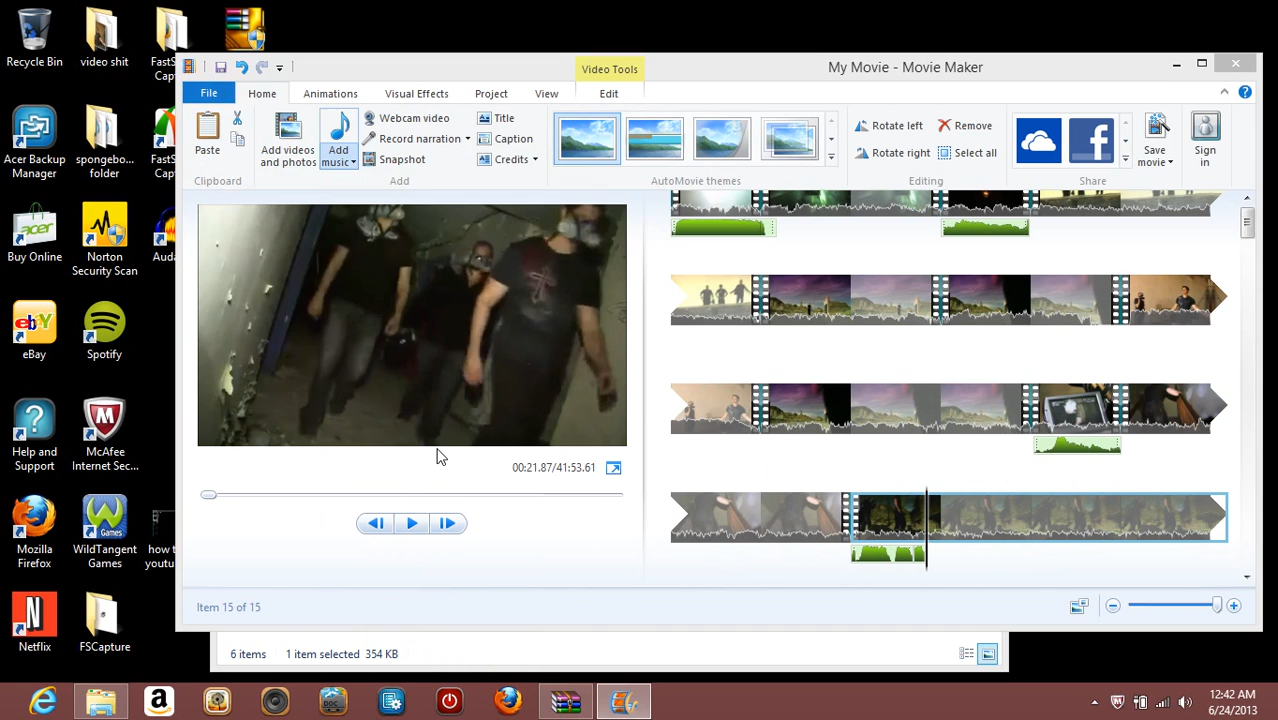 Recycle Bin
video shit
FastS
Capt
Acer Backup
Manager
spongebo...
folder
FastS
Cap
Buy Online
Norton
Security Scan
Auda
eBay
Spotify
Help and
Support
McAfee
Internet Sec...
Mozilla
Firefox
WildTangent
Games
how t
youtu
Netflix
FSCapture
Video Tools
My Movie - Movie Maker
File
Home
Animations
Visual Effects
Project
View
Edit
Paste
Clipboard
Add videos
and photos
Add
music
Webcam video
Record narration
Snapshot
Title
Caption
Credits
Add
AutoMovie themes
Rotate left
Remove
Rotate right
Select all
Editing
Share
Save
movie
Sign
in
00:21.87/41:53.61
Item 15 of 15
6 items
1 item selected 354 KB
12:42 AM
6/24/2013